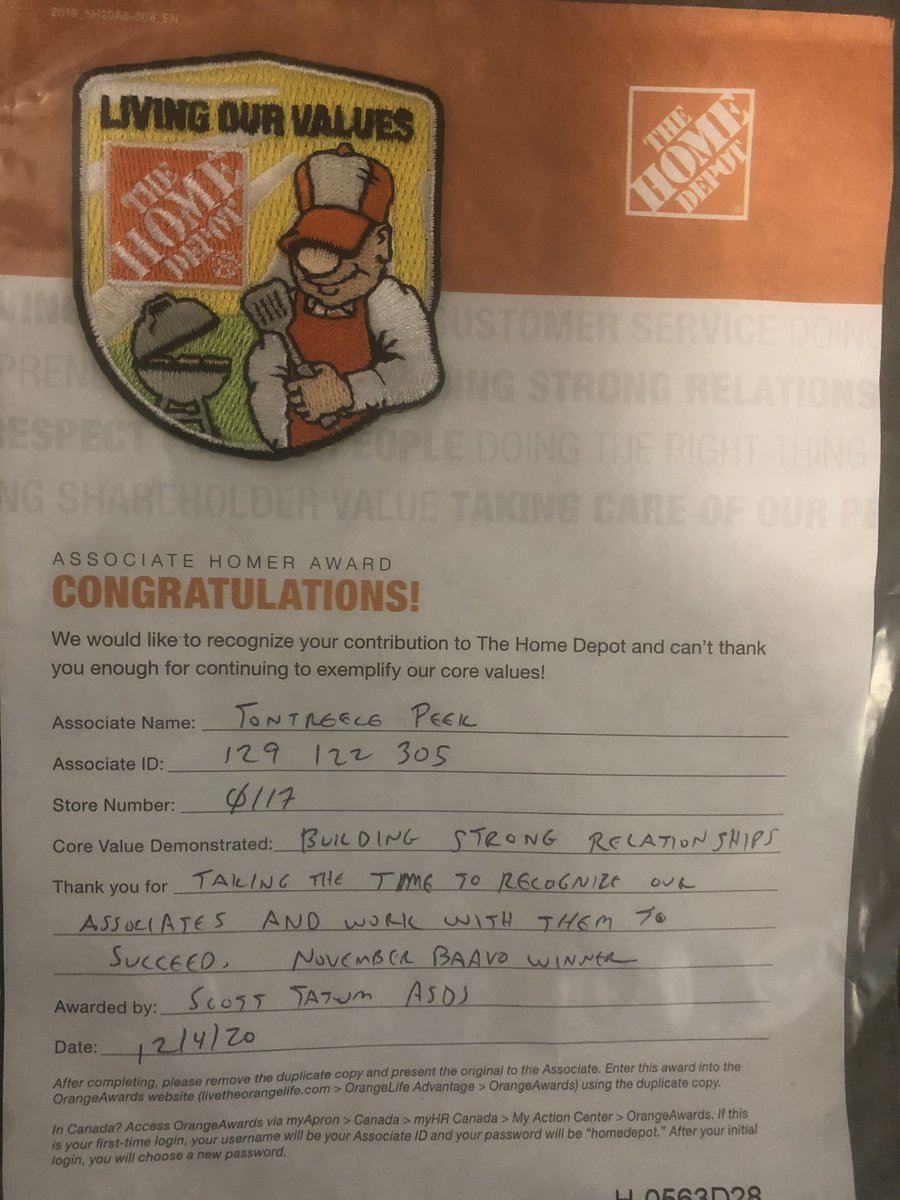 2019_SH20A8-008_EN
LIVING OUR VALUES
THE
HOME
DEPOT
THE
HOME
DEPOT
CUSTOMER SERVICE DOING
PREN
NG STRONG RELATIONS
RESPECT
PEOPLE DOING THE RIGHT THING
NG SHAREHOLDER VALUE TAKING CARE OF OUR PE
ASSOCIATE HOMER AWARD
CONGRATULATIONS!
We would like to recognize your contribution to The Home Depot and can't thank
you enough for continuing to exemplify our core values!
Associate Name: TONTREECE PEEK
Associate ID: 129 122 305
Store Number: 0117
Core Value Demonstrated: BUILDING STRONG RELATIONSHIPS
Thank you for TAKING THE TIME TO RECOGNIZE OUR
ASSOCIATES AND WORK WITH THEM TO
SUCCEED. NOVEMBER BAAVO WINNER
Awarded by: SCOTT TATUM ASDS
Date: 12/4/20
After completing, please remove the duplicate copy and present the original to the Associate. Enter this award into the
OrangeAwards website (livetheorangelife.com > OrangeLife Advantage > OrangeAwards) using the duplicate copy.
In Canada? Access OrangeAwards via myApron > Canada > myHR Canada > My Action Center > OrangeAwards. If this
is your first-time login, your username will be your Associate ID and your password will be "homedepot." After your initial
login, you will choose a new password.
H 0563D28